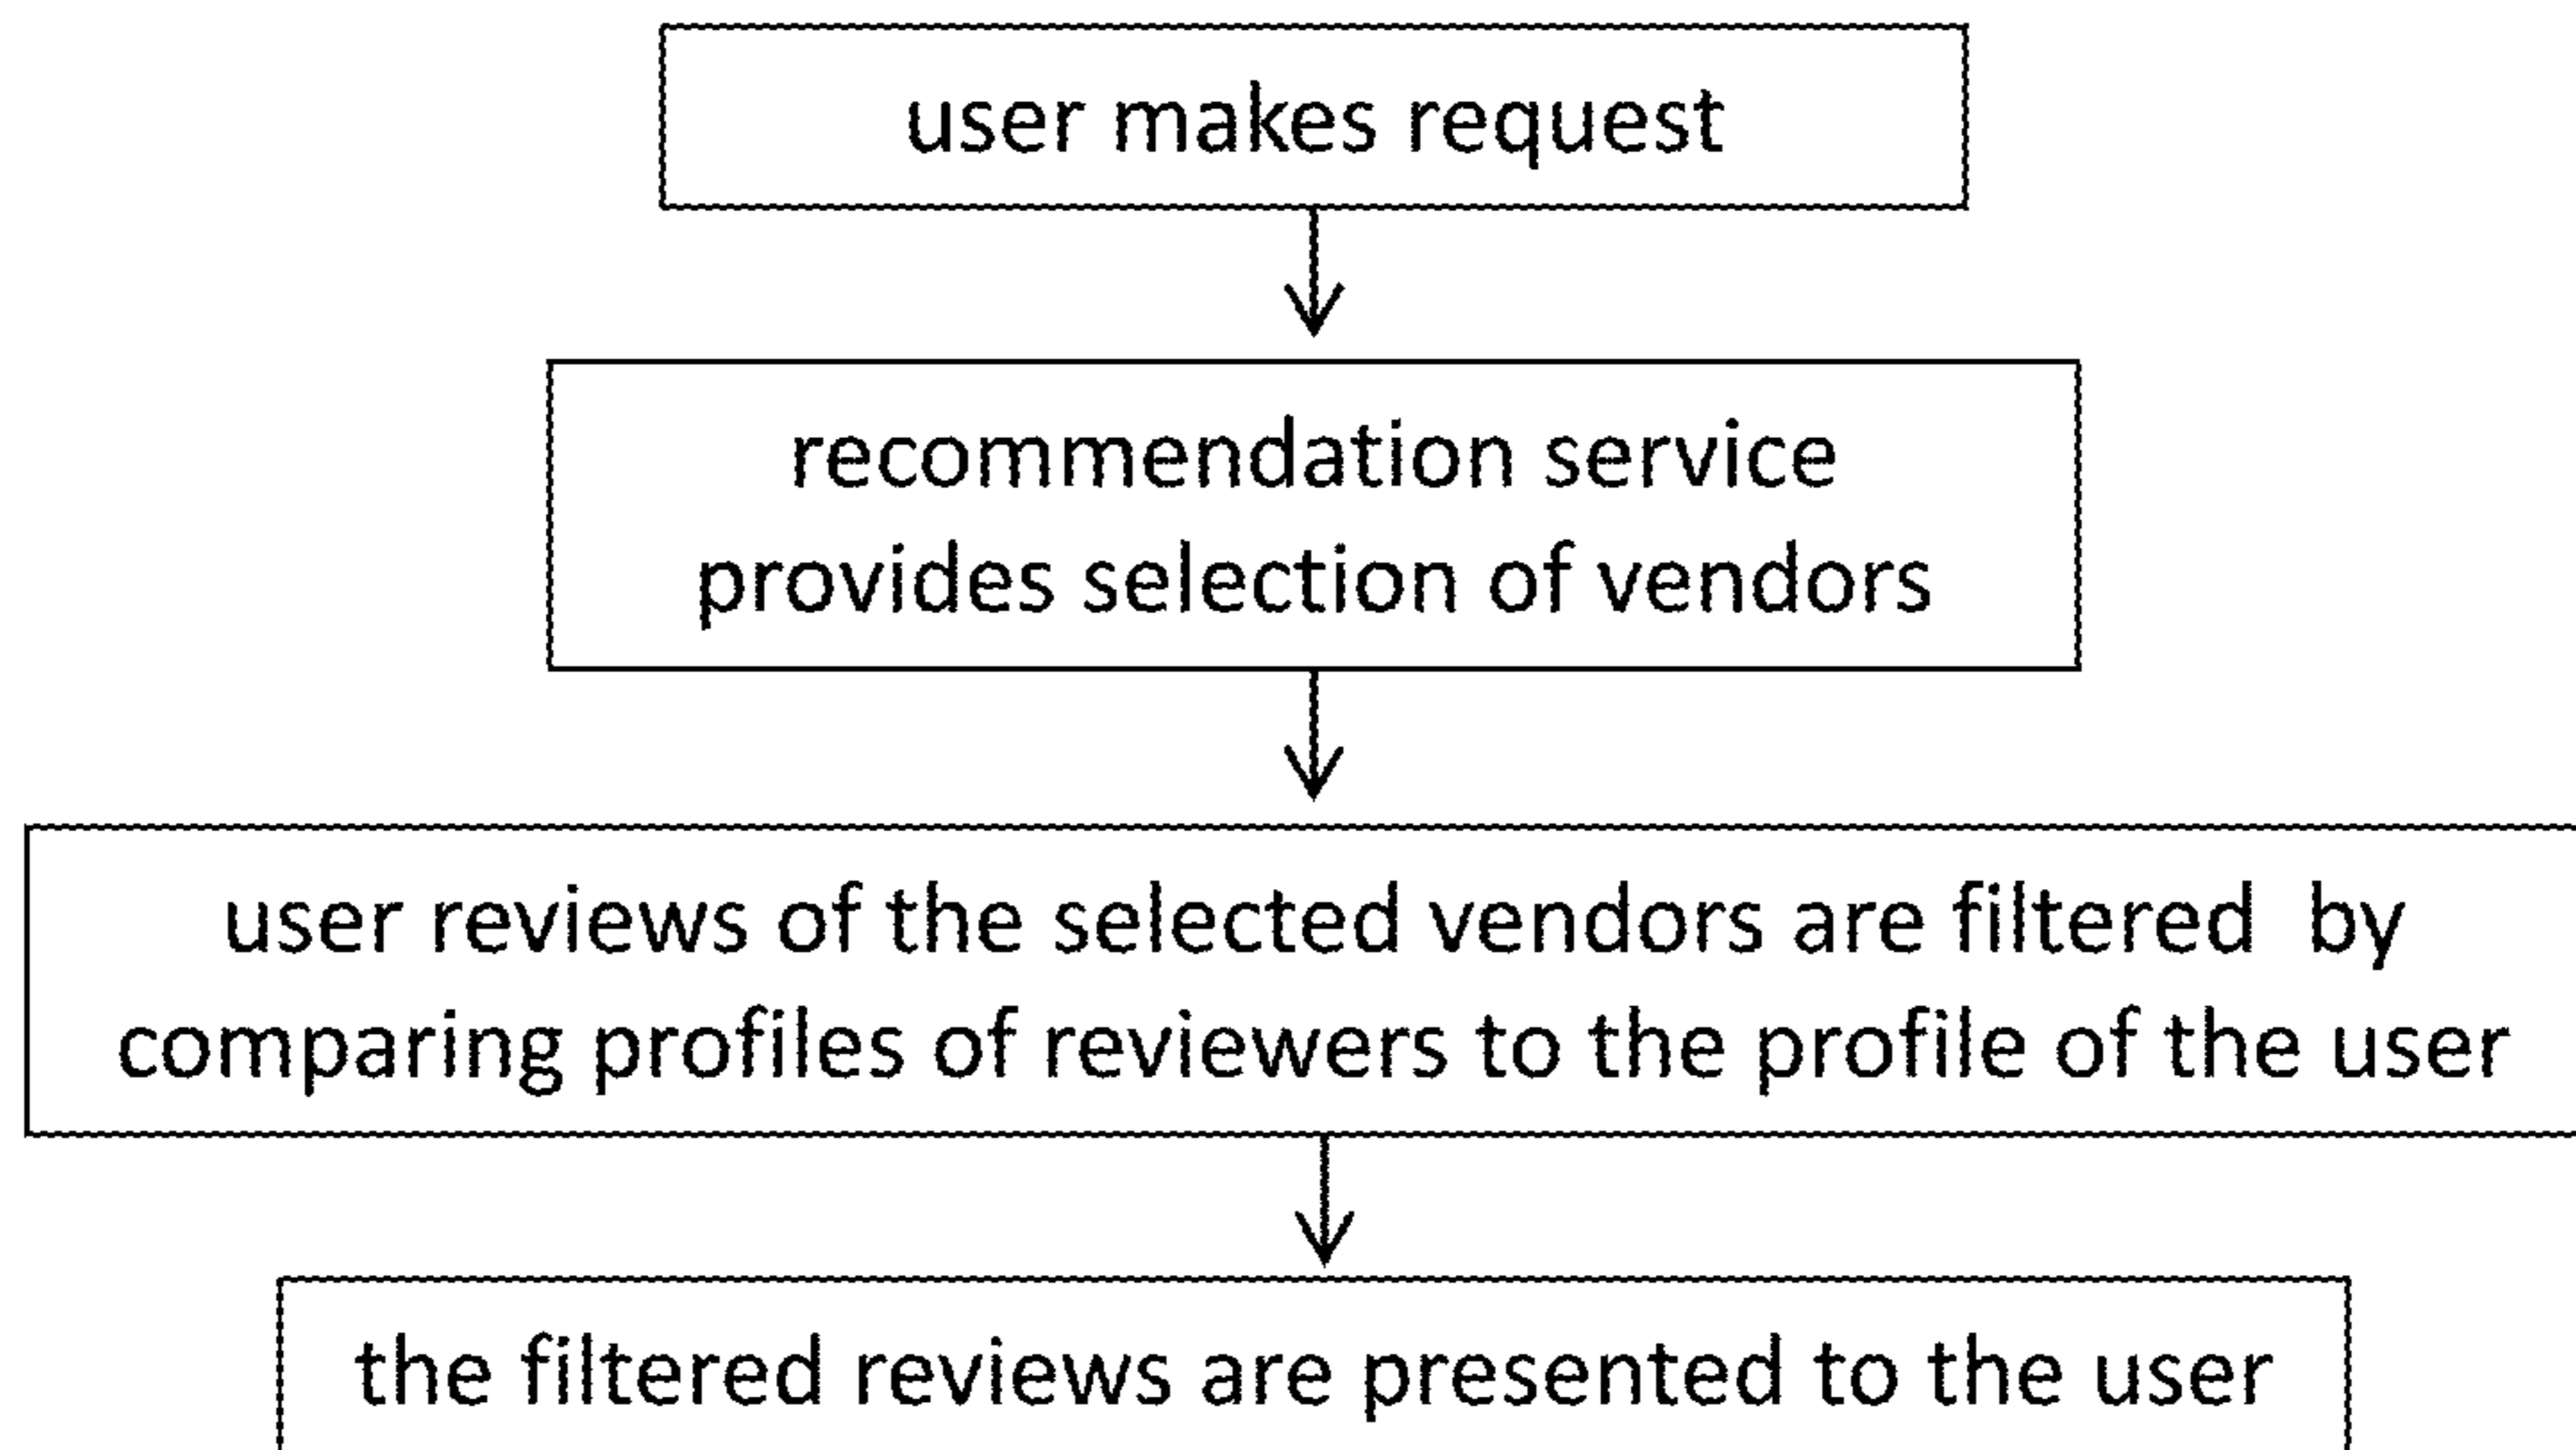 user makes request
recommendation service
provides selection of vendors
user reviews of the selected vendors are filtered  by
comparing profiles of reviewers to the profile of the user
the filtered reviews are presented to the user